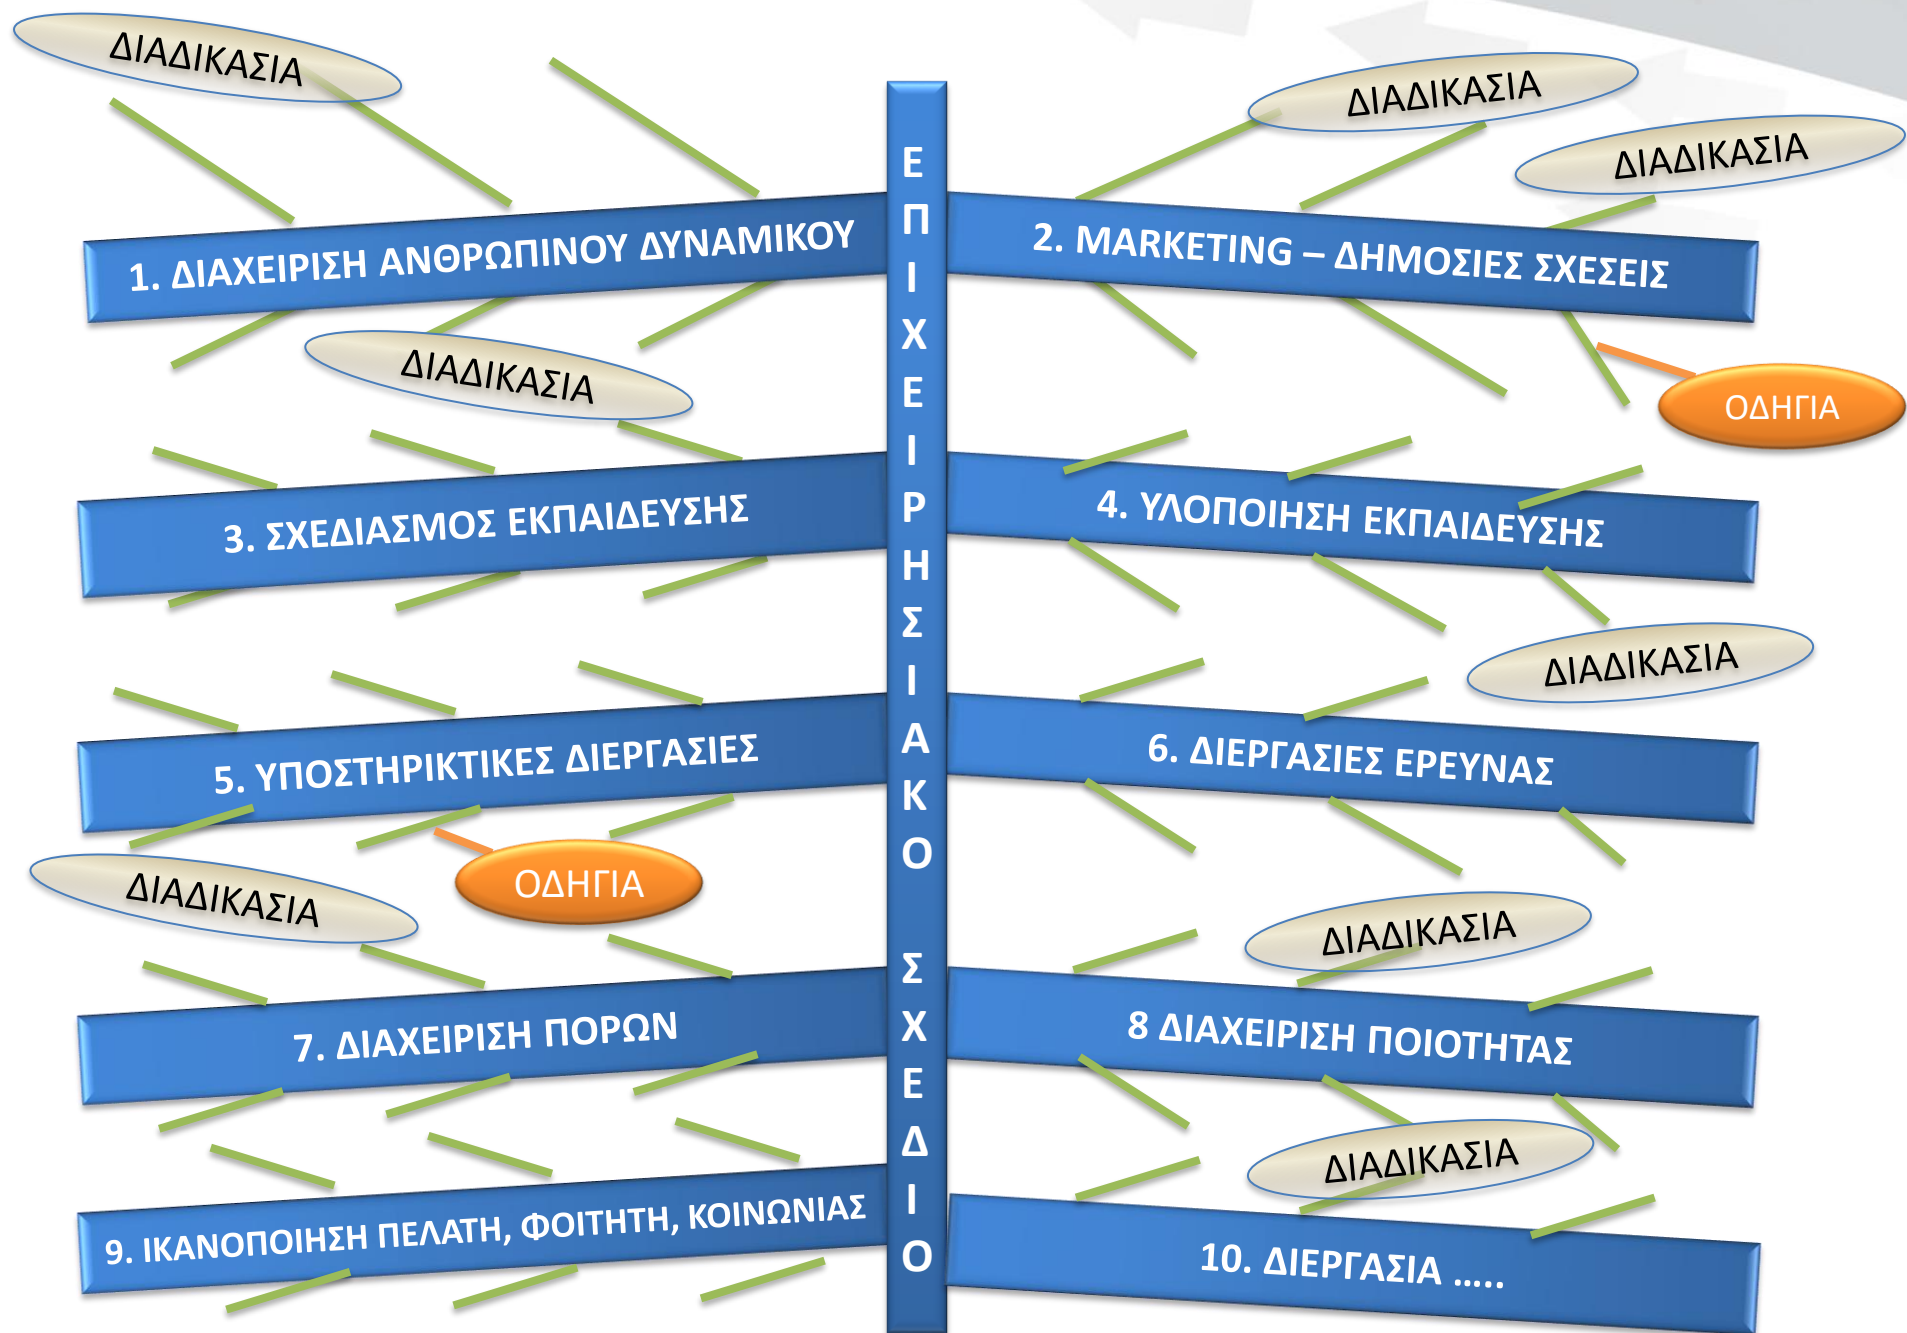 ΔΙΑΔΙΚΑΣΙΑ
ΔΙΑΔΙΚΑΣΙΑ
ΔΙΑΔΙΚΑΣΙΑ
ΕΠΙΧΕΙΡΗΣΙΑΚΟ ΣΧΕΔΙΟ
1. ΔΙΑΧΕΙΡΙΣΗ ΑΝΘΡΩΠΙΝΟΥ ΔΥΝΑΜΙΚΟΥ
2. MARKETING – ΔΗΜΟΣΙΕΣ ΣΧΕΣΕΙΣ
ΔΙΑΔΙΚΑΣΙΑ
ΟΔΗΓΙΑ
3. ΣΧΕΔΙΑΣΜΟΣ ΕΚΠΑΙΔΕΥΣΗΣ
4. ΥΛΟΠΟΙΗΣΗ ΕΚΠΑΙΔΕΥΣΗΣ
ΔΙΑΔΙΚΑΣΙΑ
5. ΥΠΟΣΤΗΡΙΚΤΙΚΕΣ ΔΙΕΡΓΑΣΙΕΣ
6. ΔΙΕΡΓΑΣΙΕΣ ΕΡΕΥΝΑΣ
ΔΙΑΔΙΚΑΣΙΑ
ΟΔΗΓΙΑ
ΔΙΑΔΙΚΑΣΙΑ
7. ΔΙΑΧΕΙΡΙΣΗ ΠΟΡΩΝ
8 ΔΙΑΧΕΙΡΙΣΗ ΠΟΙΟΤΗΤΑΣ
ΔΙΑΔΙΚΑΣΙΑ
9. ΙΚΑΝΟΠΟΙΗΣΗ ΠΕΛΑΤΗ, ΦΟΙΤΗΤΗ, ΚΟΙΝΩΝΙΑΣ
10. ΔΙΕΡΓΑΣΙΑ .....